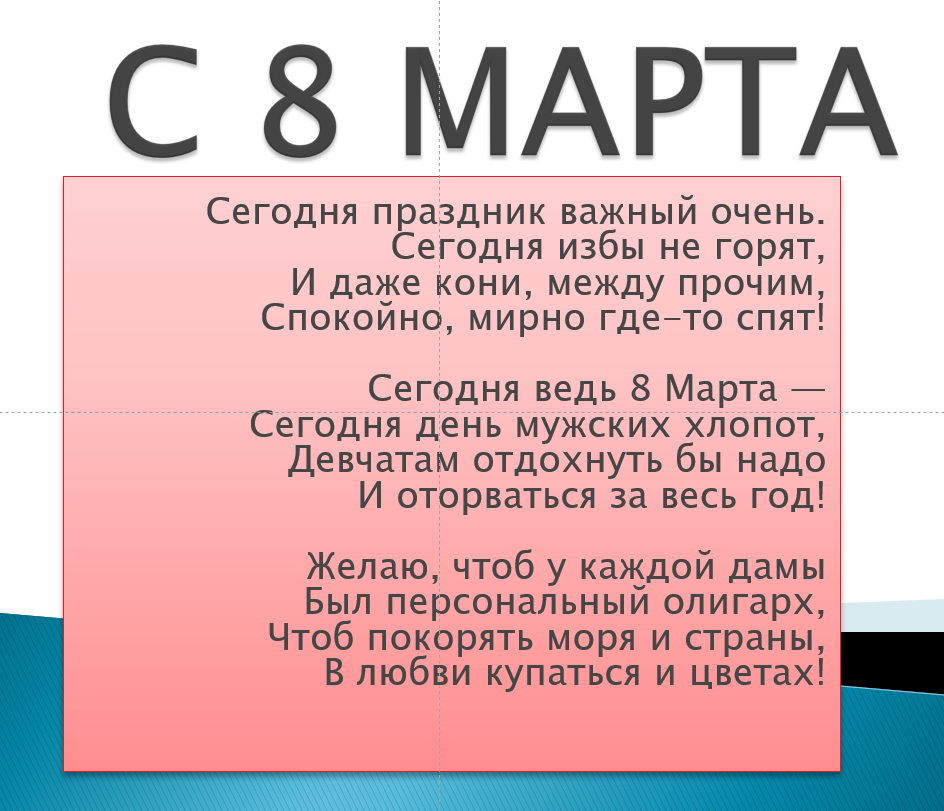 С 8 МАРТА
Сегодня праздник важный очень.
Сегодня избы не горят,
И даже кони, между прочим,
Спокойно, мирно где-то спят!
Сегодня ведь 8 Марта —
Сегодня день мужских хлопот,
Девчатам отдохнуть бы надо
И оторваться за весь год!
Желаю, чтоб у каждой дамы
Был персональный олигарх,
Чтоб покорять моря и страны,
В любви купаться и цветах!